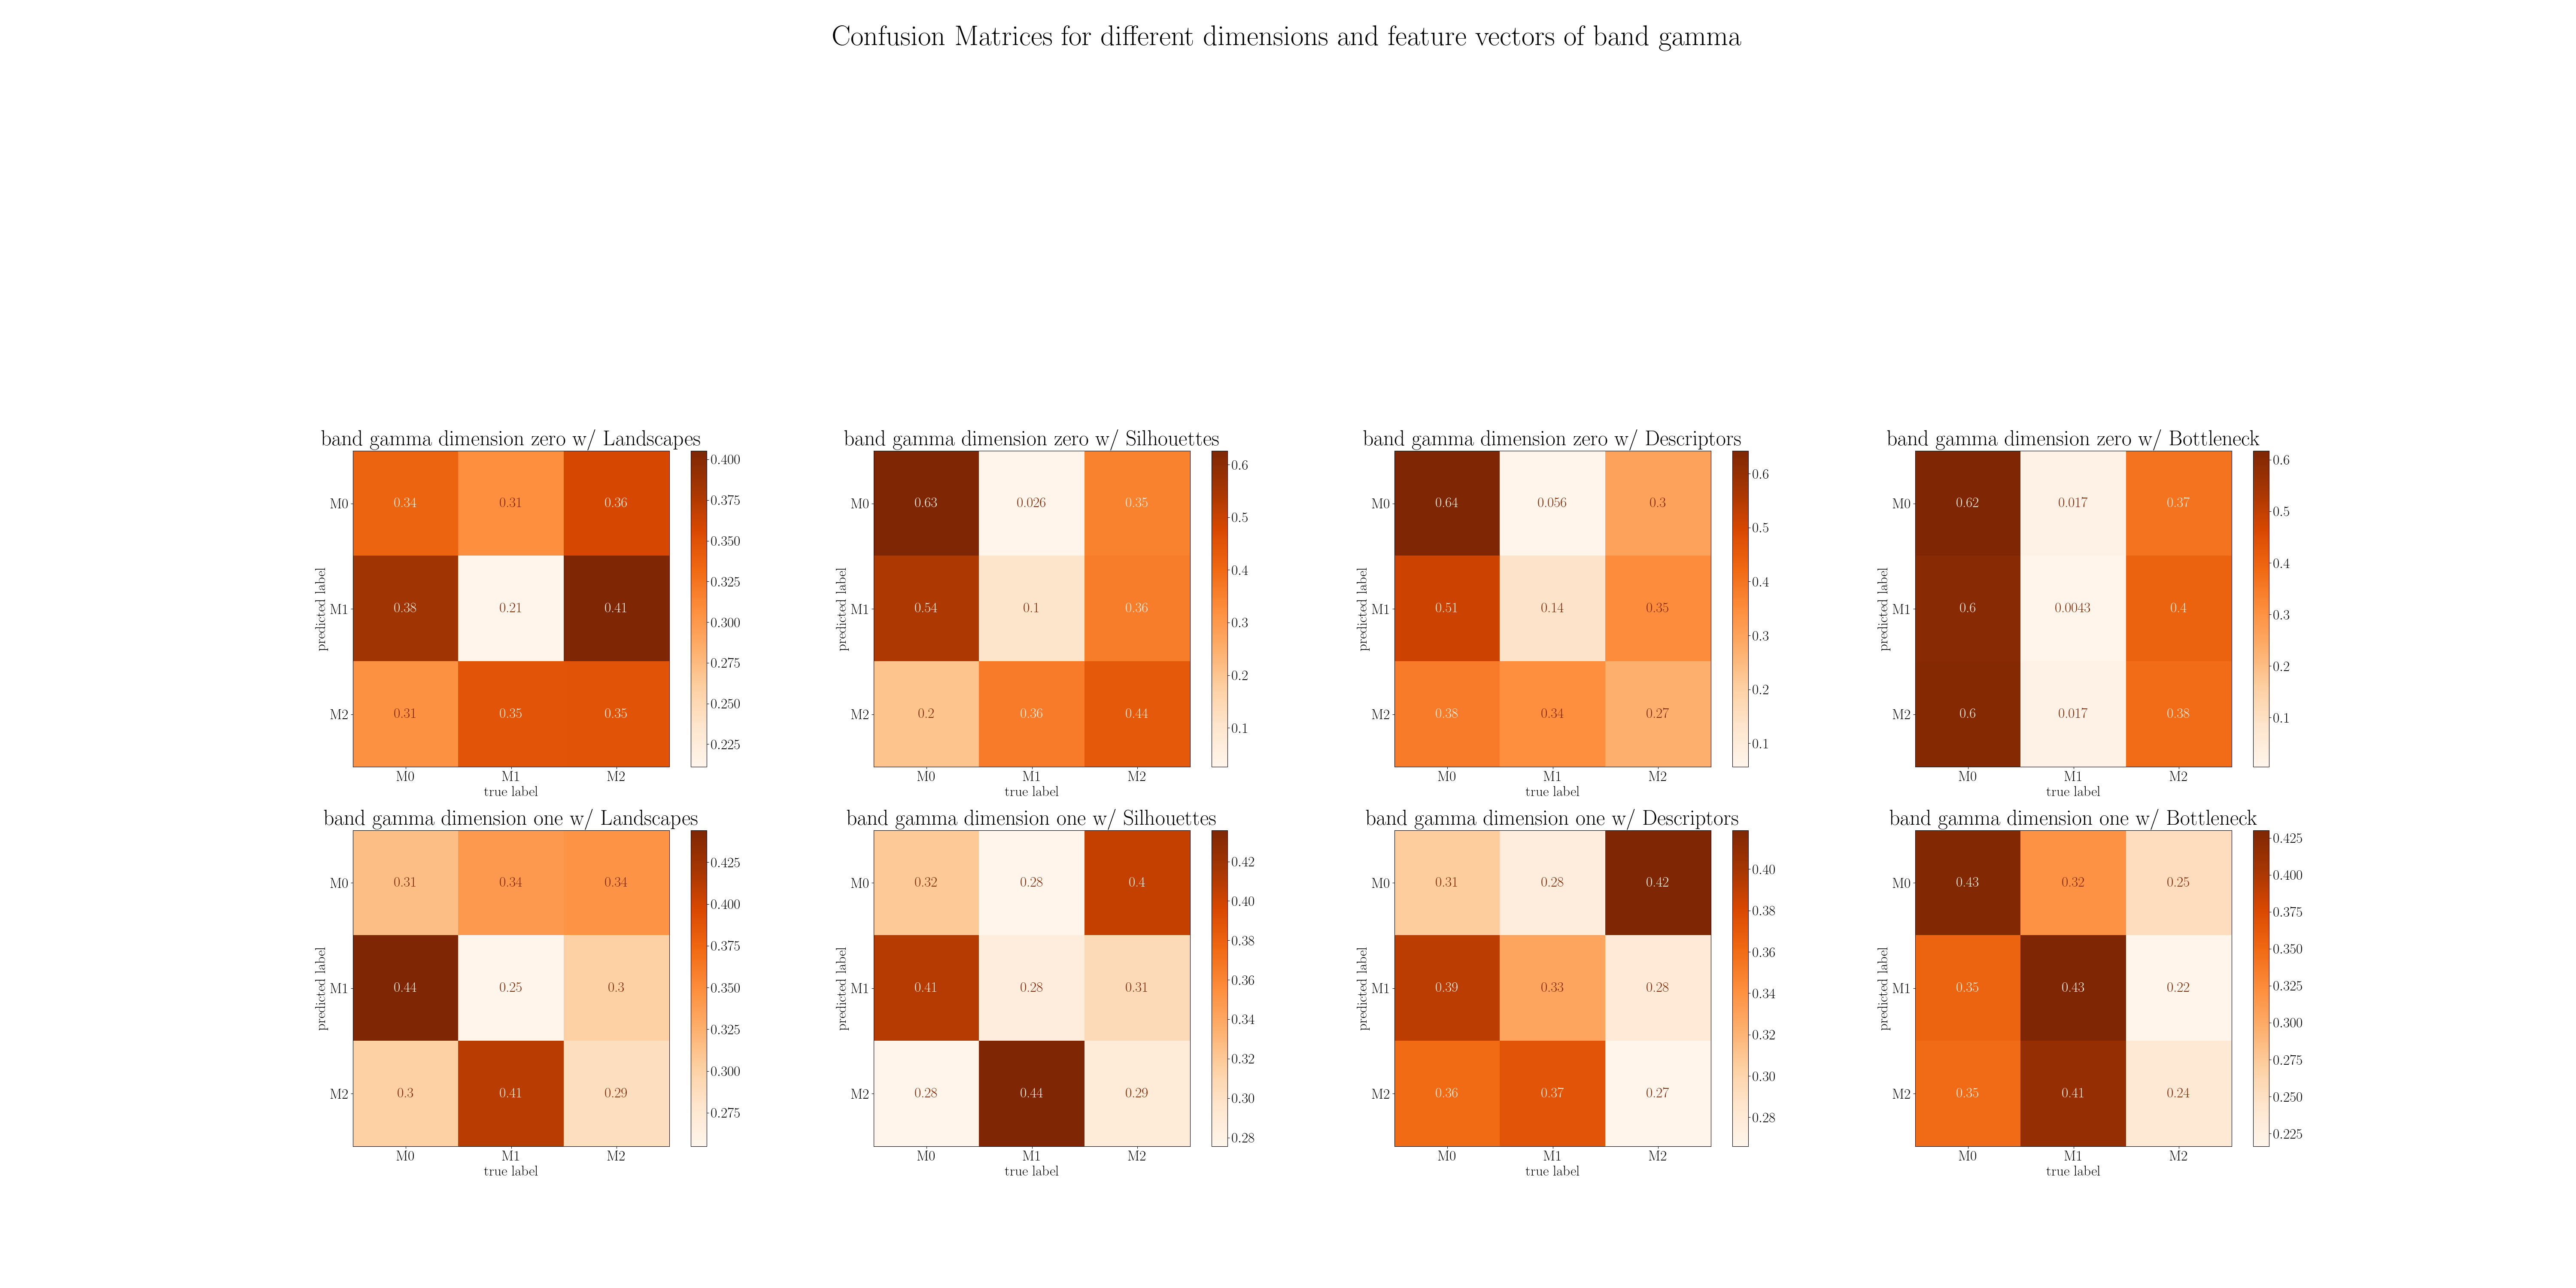 Confusion Matrices for different dimensions and feature vectors of band gamma
band gamma dimension zero w/ Landscapes
predicted label
M0 0.34 0.31 0.36
M1 0.38 0.21 0.41
M2 0.31 0.35 0.35
M0 M1 M2
true label
0.400
0.375
0.350
0.325
0.300
0.275
0.250
0.225
band gamma dimension zero w/ Silhouettes
predicted label
M0 0.63 0.026 0.35
M1 0.54 0.1 0.36
M2 0.2 0.36 0.44
M0 M1 M2
true label
0.6
0.5
0.4
0.3
0.2
0.1
band gamma dimension zero w/ Descriptors
predicted label
M0 0.64 0.056 0.3
M1 0.51 0.14 0.35
M2 0.38 0.34 0.27
M0 M1 M2
true label
0.6
0.5
0.4
0.3
0.2
0.1
band gamma dimension zero w/ Bottleneck
predicted label
M0 0.62 0.017 0.37
M1 0.6 0.0043 0.4
M2 0.6 0.017 0.38
M0 M1 M2
true label
0.6
0.5
0.4
0.3
0.2
0.1
band gamma dimension one w/ Landscapes
predicted label
M0 0.31 0.34 0.34
M1 0.44 0.25 0.3
M2 0.3 0.41 0.29
M0 M1 M2
true label
0.425
0.400
0.375
0.350
0.325
0.300
0.275
band gamma dimension one w/ Silhouettes
predicted label
M0 0.32 0.28 0.4
M1 0.41 0.28 0.31
M2 0.28 0.44 0.29
M0 M1 M2
true label
0.42
0.40
0.38
0.36
0.34
0.32
0.30
0.28
band gamma dimension one w/ Descriptors
predicted label
M0 0.31 0.28 0.42
M1 0.39 0.33 0.28
M2 0.36 0.37 0.27
M0 M1 M2
true label
0.40
0.38
0.36
0.34
0.32
0.30
0.28
band gamma dimension one w/ Bottleneck
predicted label
M0 0.43 0.32 0.25
M1 0.35 0.43 0.22
M2 0.35 0.41 0.24
M0 M1 M2
true label
0.425
0.400
0.375
0.350
0.325
0.300
0.275
0.250
0.225